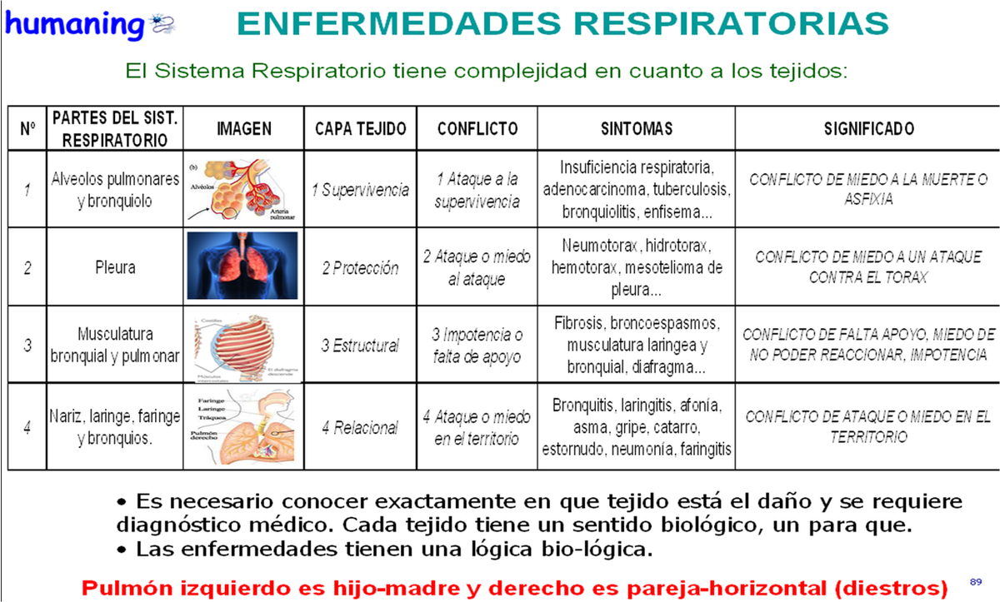 humaning
ENFERMEDADES RESPIRATORIAS
El Sistema Respiratorio tiene complejidad en cuanto a los tejidos:
Nº
PARTES DEL SIST.
RESPIRATORIO
IMAGEN
CAPA TEJIDO
CONFLICTO
SINTOMAS
SIGNIFICADO
1
Alveolos pulmonares
y bronquiolo
(b)
Alvéolos
Arteria
pulmonar
1 Supervivencia
1 Ataque a la
supervivencia
Insuficiencia respiratoria,
adenocarcinoma, tuberculosis,
bronquiolitis, enfisema...
CONFLICTO DE MIEDO A LA MUERTE O
ASFIXIA
2
Pleura
2 Protección
2 Ataque o miedo
al ataque
Neumotorax, hidrotorax,
hemotorax, mesotelioma de
pleura...
CONFLICTO DE MIEDO A UN ATAQUE
CONTRA EL TORAX
3
Musculatura
bronquial y pulmonar
Costillas
El diafragma
desciende
Músculos
intercostales
3 Estructural
3 Impotencia o
falta de apoyo
Fibrosis, broncoespasmos,
musculatura laringea y
bronquial, diafragma...
CONFLICTO DE FALTA APOYO, MIEDO DE
NO PODER REACCIONAR, IMPOTENCIA
4
Nariz, laringe, faringe
y bronquios.
Faringe
Laringe
Tráquea
Pulmón
derecho
4 Relacional
4 Ataque o miedo
en el territorio
Bronquitis, laringitis, afonía,
asma, gripe, catarro,
estornudo, neumonía, faringitis
CONFLICTO DE ATAQUE O MIEDO EN EL
TERRITORIO
• Es necesario conocer exactamente en que tejido está el daño y se requiere
diagnóstico médico. Cada tejido tiene un sentido biológico, un para que.
• Las enfermedades tienen una lógica bio-lógica.
Pulmón izquierdo es hijo-madre y derecho es pareja-horizontal (diestros)
89